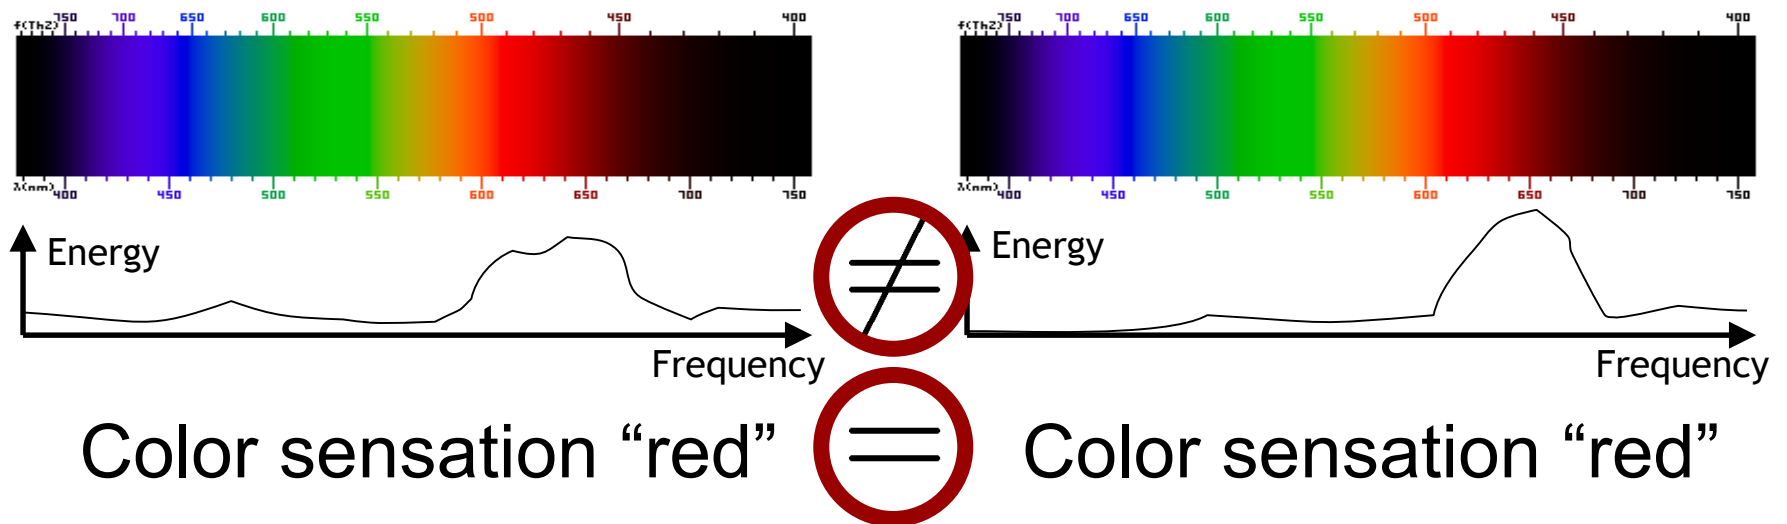 f(THz) 750 700 650 600 550 500 450 400
λ(nm) 400 450 500 550 600 650 700 750
Energy
Frequency
≠
f(THz) 750 700 650 600 550 500 450 400
λ(nm) 400 450 500 550 600 650 700 750
Energy
Frequency
Color sensation “red”
=
Color sensation “red”